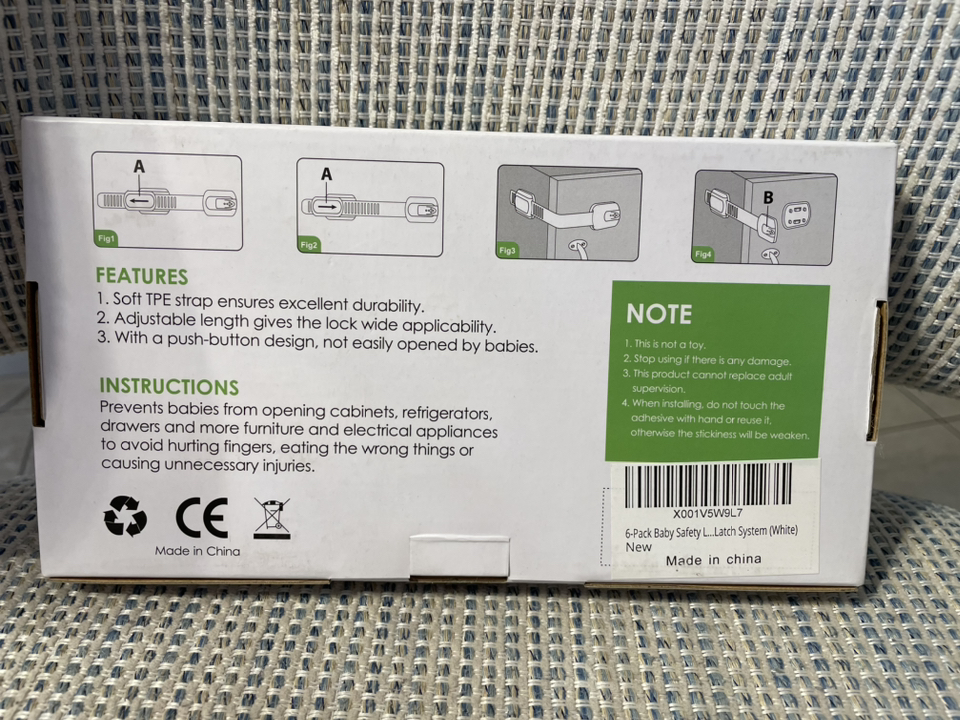 A
Fig1
A
Fig2
Fig3
B
Fig4
FEATURES
1. Soft TPE strap ensures excellent durability.
2. Adjustable length gives the lock wide applicability.
3. With a push-button design, not easily opened by babies.
INSTRUCTIONS
Prevents babies from opening cabinets, refrigerators,
drawers and more furniture and electrical appliances
to avoid hurting fingers, eating the wrong things or
causing unnecessary injuries.
CE
Made in China
NOTE
1. This is not a toy.
2. Stop using if there is any damage.
3. This product cannot replace adult
supervision.
4. When installing, do not touch the
adhesive with hand or reuse it,
otherwise the stickiness will be weaken.
X001V5W9L7
6-Pack Baby Safety L...Latch System (White)
New
Made in china